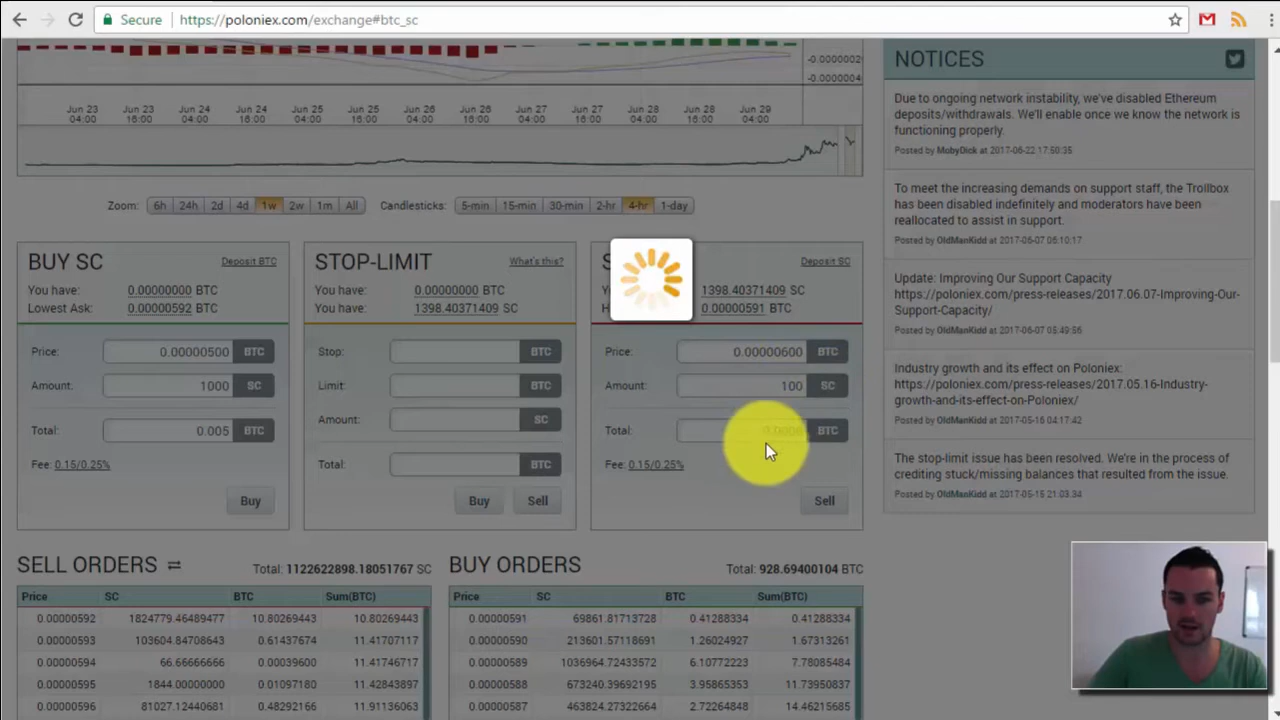 Secure https://poloniex.com/exchange#btc_sc
-0.0000002
-0.0000004
Jun 23 Jun 23 Jun 24 Jun 24 Jun 25 Jun 25 Jun 26 Jun 26 Jun 27 Jun 27 Jun 28 Jun 28 Jun 29
04:00 16:00 04:00 16:00 04:00 16:00 04:00 16:00 04:00 16:00 04:00 16:00 04:00
Zoom: 6h 24h 2d 4d 1w 2w 1m All Candlesticks: 5-min 15-min 30-min 2-hr 4-hr 1-day
BUY SC Deposit BTC
You have: 0.00000000 BTC
Lowest Ask: 0.00000592 BTC
Price: 0.00000500 BTC
Amount: 1000 SC
Total: 0.005 BTC
Fee: 0.15/0.25%
Buy
STOP-LIMIT What's this?
You have: 0.00000000 BTC
You have: 1398.40371409 SC
Stop: BTC
Limit: BTC
Amount: SC
Total: BTC
Buy Sell
S Deposit SC
1398.40371409 SC
0.00000591 BTC
Price: 0.00000600 BTC
Amount: 100 SC
Total: 0.0006 BTC
Fee: 0.15/0.25%
Sell
NOTICES
Due to ongoing network instability, we've disabled Ethereum
deposits/withdrawals. We'll enable once we know the network is
functioning properly.
Posted by MobyDick at 2017-06-22 17:50:35
To meet the increasing demands on support staff, the Trollbox
has been disabled indefinitely and moderators have been
reallocated to assist in support.
Posted by OldManKidd at 2017-06-07 06:10:17
Update: Improving Our Support Capacity
https://poloniex.com/press-releases/2017.06.07-Improving-Our-
Support-Capacity/
Posted by OldManKidd at 2017-06-07 05:49:56
Industry growth and its effect on Poloniex:
https://poloniex.com/press-releases/2017.05.16-Industry-
growth-and-its-effect-on-Poloniex/
Posted by OldManKidd at 2017-05-16 04:17:42
The stop-limit issue has been resolved. We're in the process of
crediting stuck/missing balances that resulted from the issue.
Posted by OldManKidd at 2017-05-15 21:03:34
SELL ORDERS Total: 1122622898.18051767 SC
Price SC BTC Sum(BTC)
0.00000592 1824779.46489477 10.80269443 10.80269443
0.00000593 103604.84708643 0.61437674 11.41707117
0.00000594 66.66666666 0.00039600 11.41746717
0.00000595 1844.00000000 0.01097180 11.42843897
0.00000596 81027.12440681 0.48292166 11.91136064
BUY ORDERS Total: 928.69400104 BTC
Price SC BTC Sum(BTC)
0.00000591 69861.81713728 0.41288334 0.41288334
0.00000590 213601.57118691 1.26024927 1.67313261
0.00000589 1036964.72433572 6.10772223 7.78085484
0.00000588 673240.39692195 3.95865353 11.73950837
0.00000587 463824.27322664 2.72264848 14.46215685